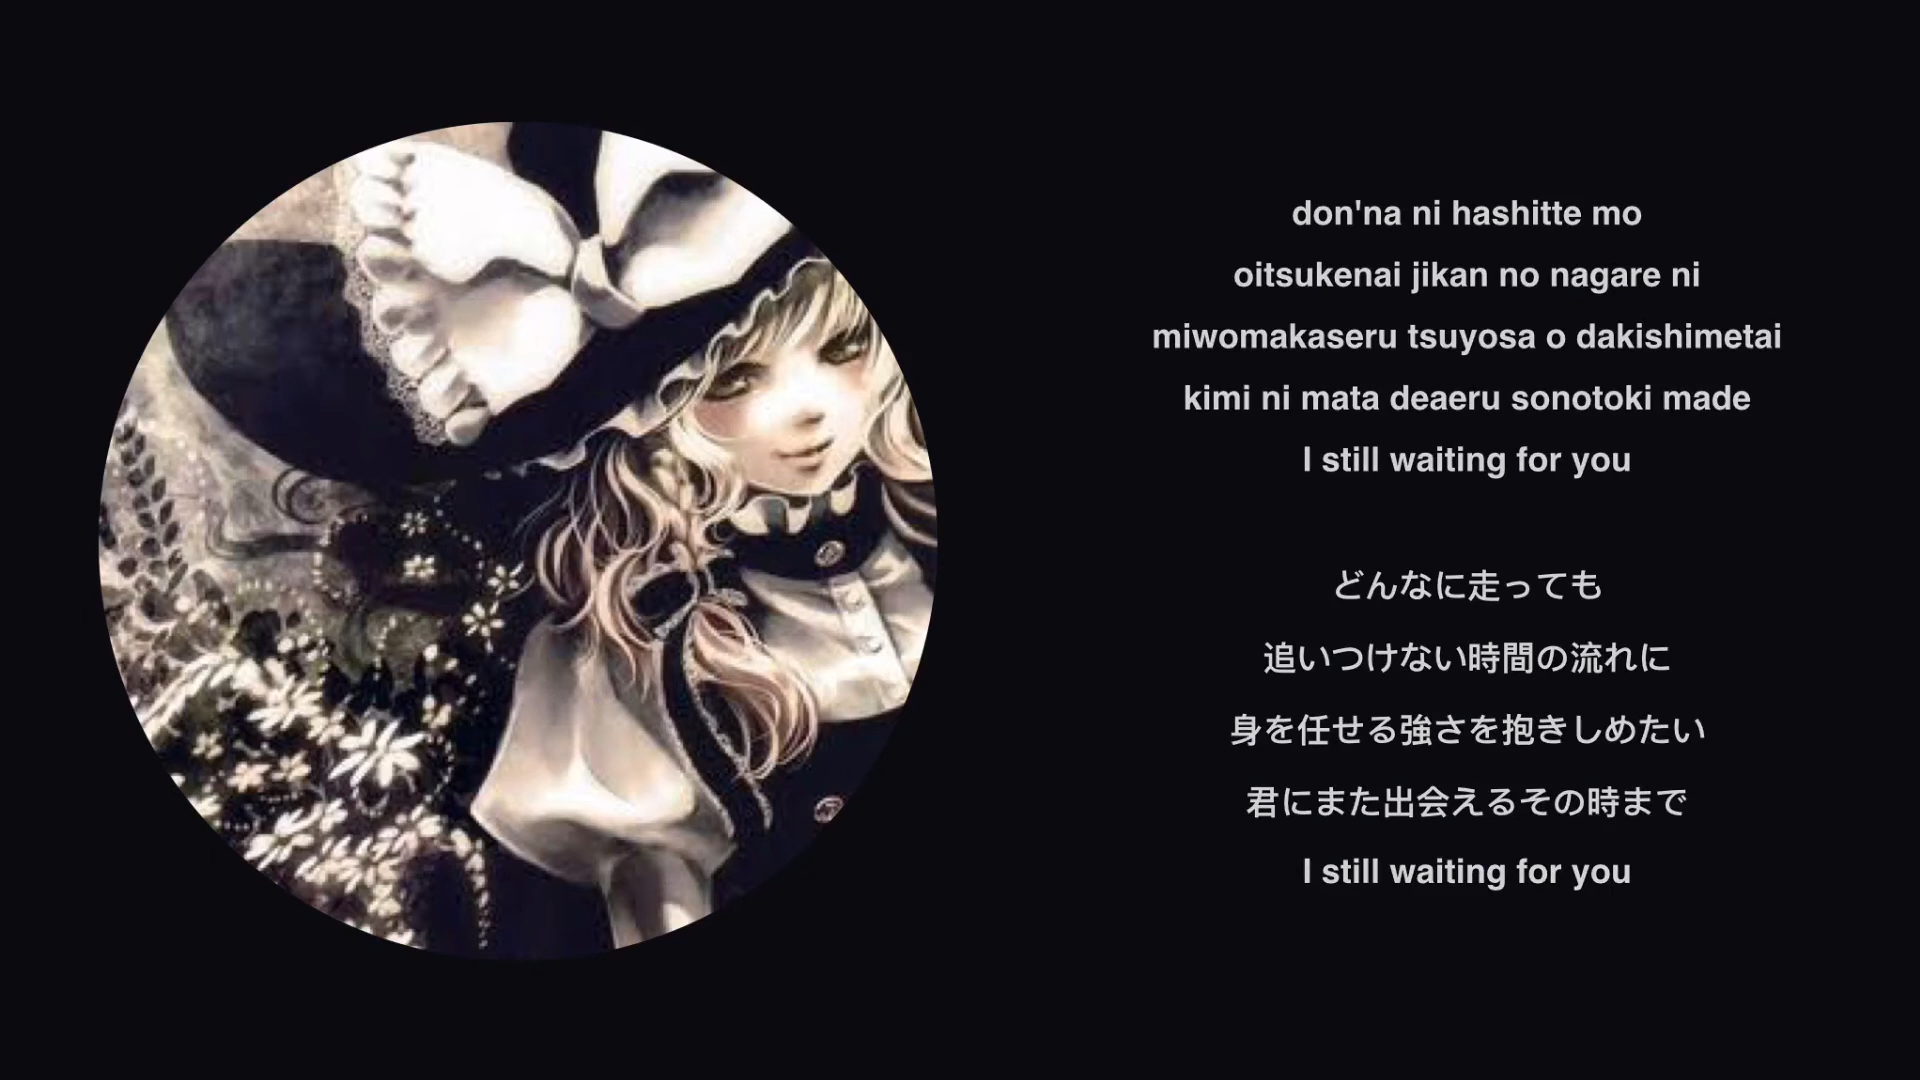 don'na ni hashitte mo
oitsukenai jikan no nagare ni
miwomakaseru tsuyosa o dakishimetai
kimi ni mata deaeru sonotoki made
I still waiting for you
どんなに走っても
追いつけない時間の流れに
身を任せる強さを抱きしめたい
君にまた出会えるその時まで
I still waiting for you